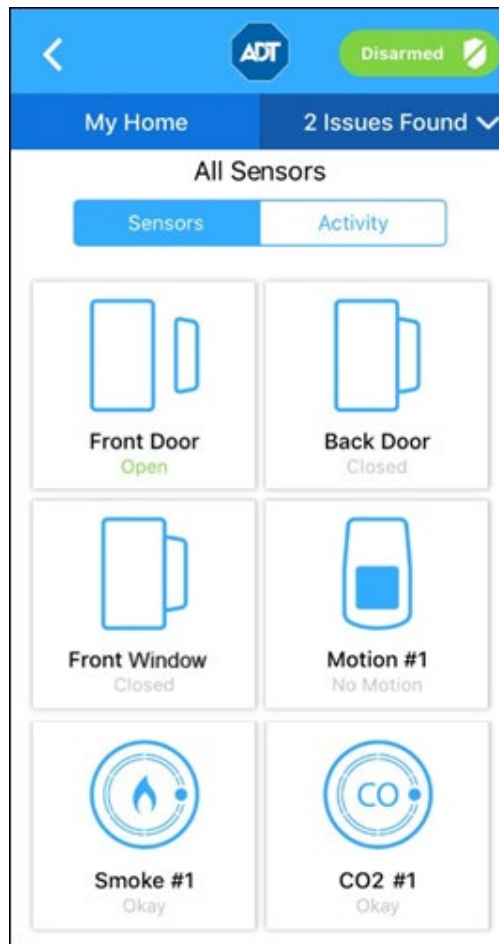 ADT
Disarmed
My Home
2 Issues Found
All Sensors
Sensors
Activity
Front Door
Open
Back Door
Closed
Front Window
Closed
Motion #1
No Motion
Smoke #1
Okay
CO
CO2 #1
Okay